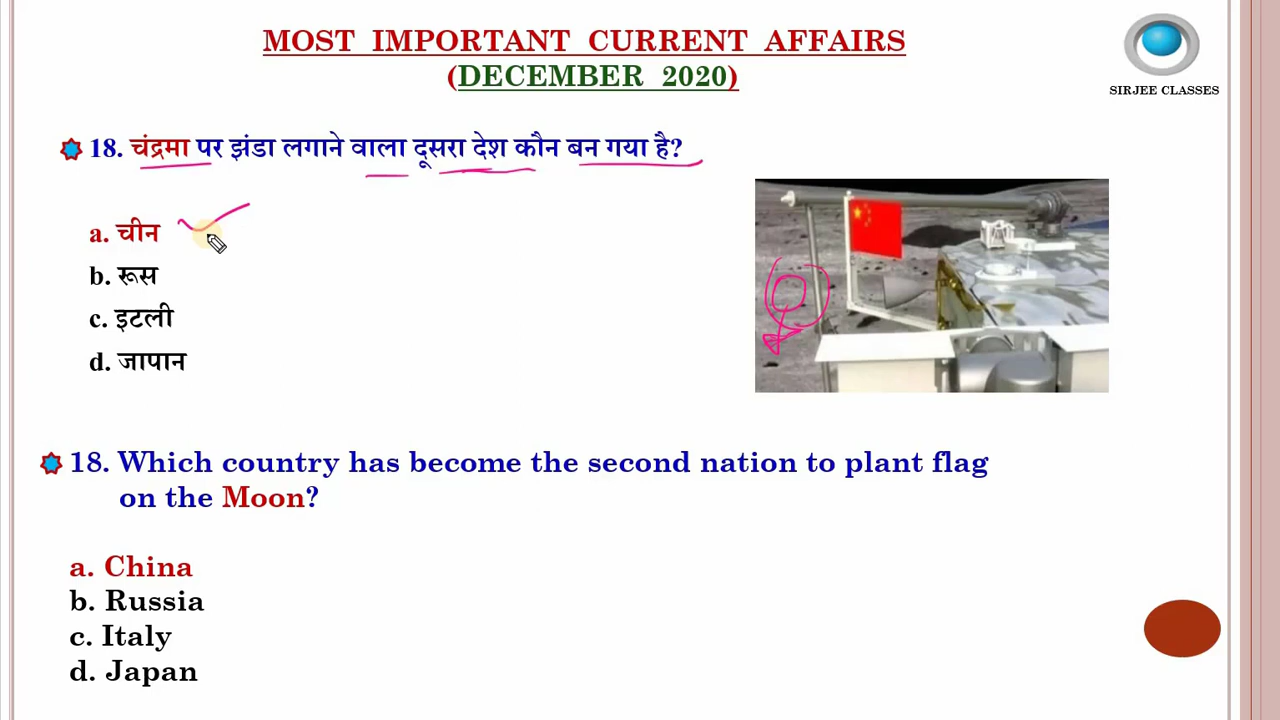 MOST IMPORTANT CURRENT AFFAIRS
(DECEMBER 2020)
SIRJEE CLASSES
18. चंद्रमा पर झंडा लगाने वाला दूसरा देश कौन बन गया है?
a. चीन
b. रूस
c. इटली
d. जापान
18. Which country has become the second nation to plant flag
on the Moon?
a. China
b. Russia
c. Italy
d. Japan